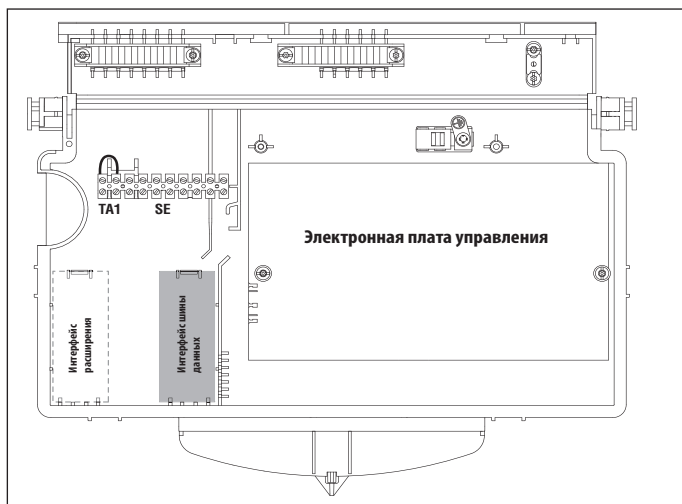 TA1 SE
Электронная плата управления
Интерфейс
расширения
Интерфейс шины
данных